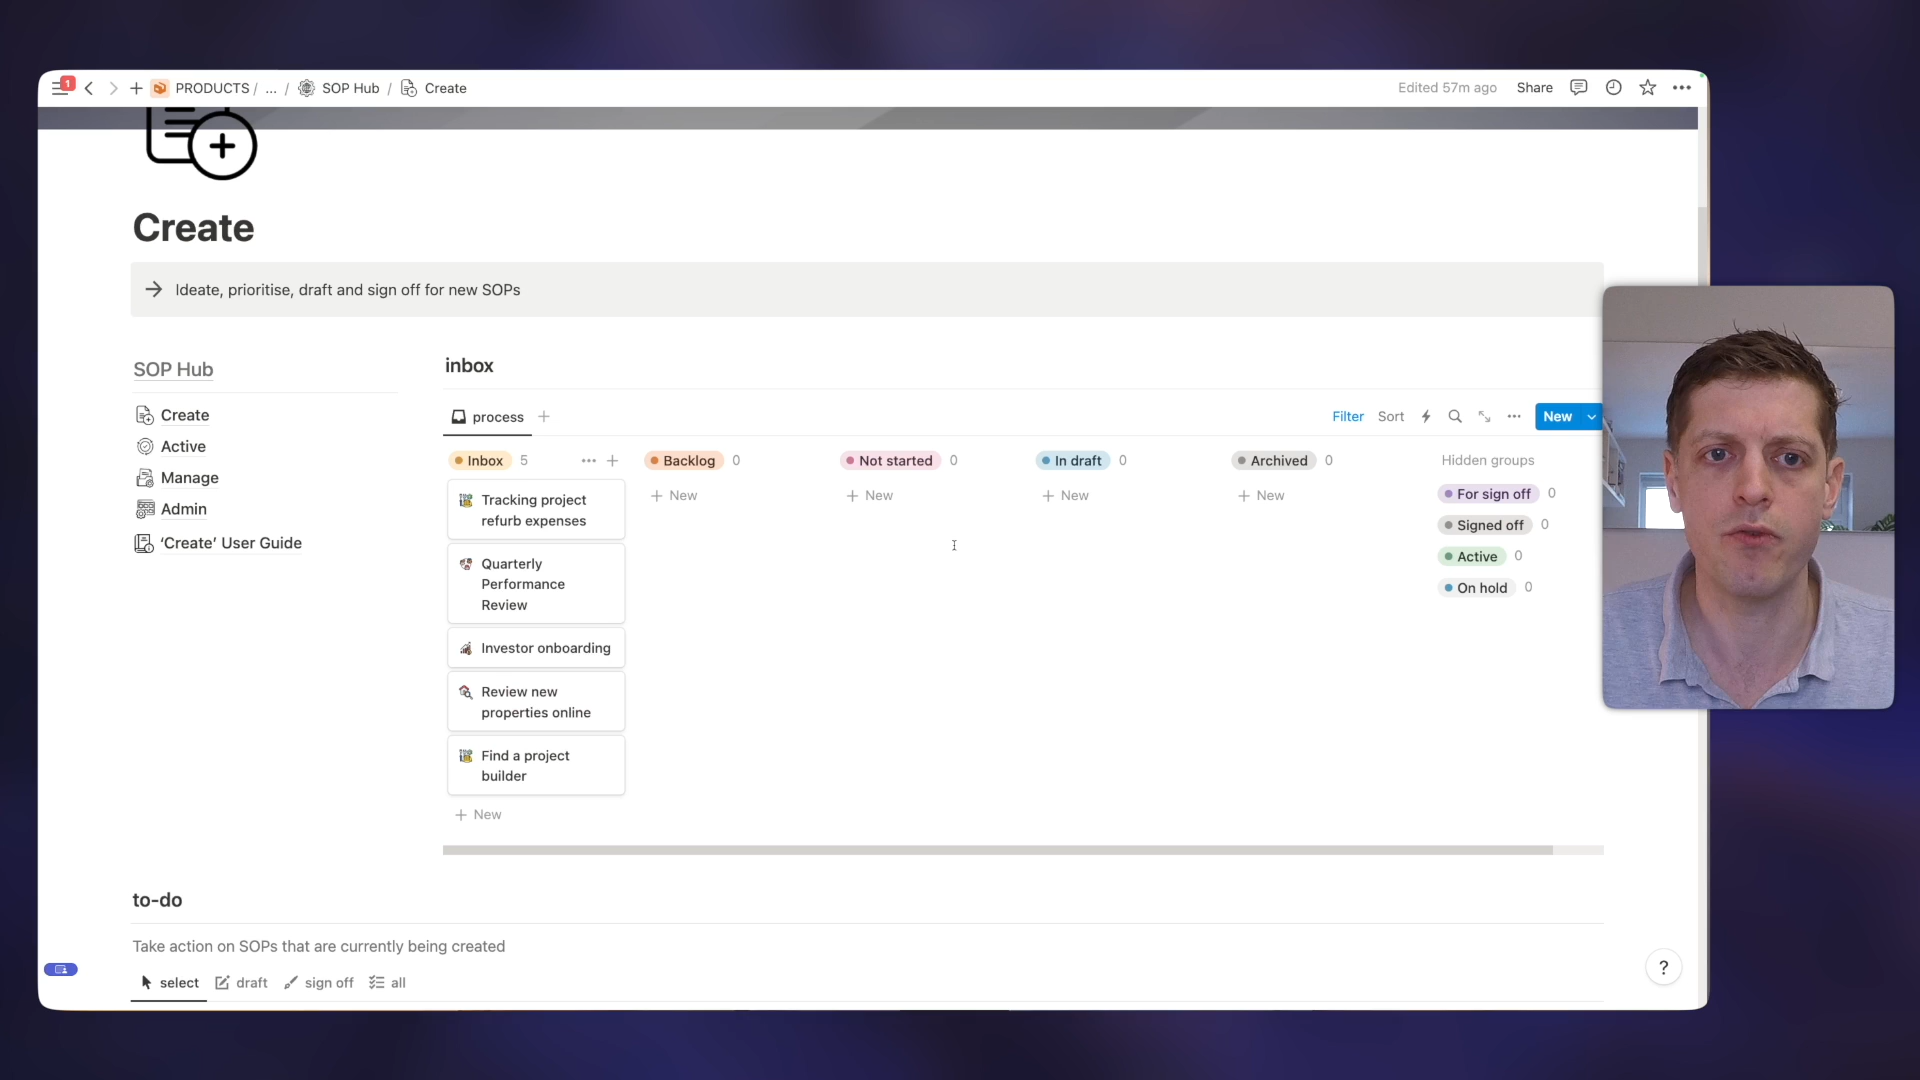 1
PRODUCTS / ... / SOP Hub / Create
Edited 57m ago Share
Create
Ideate, prioritise, draft and sign off for new SOPs
SOP Hub
Create
Active
Manage
Admin
‘Create’ User Guide
inbox
process
Filter Sort New
Inbox 5
Tracking project
refurb expenses
Quarterly
Performance
Review
Investor onboarding
Review new
properties online
Find a project
builder
New
Backlog 0
New
Not started 0
New
In draft 0
New
Archived 0
New
Hidden groups
For sign off 0
Signed off 0
Active 0
On hold 0
to-do
Take action on SOPs that are currently being created
select draft sign off all
?